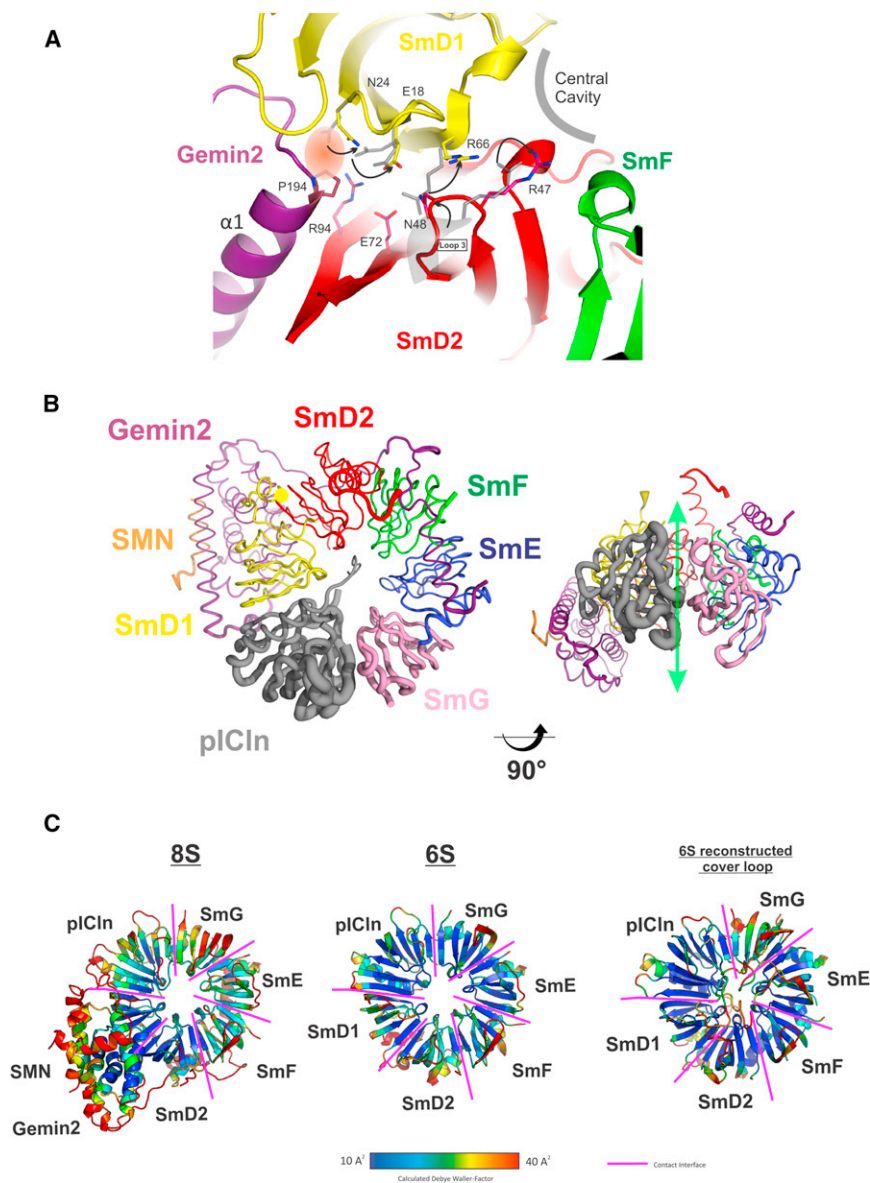 A
SmD1
N24
E18
Central
Cavity
R66
Gemin2
SmF
P194
R47
α1
R94
N48
E72
Loop 3
SmD2
B
SmD2
Gemin2
SmF
SMN
SmE
SmD1
SmG
pICln
90°
C
8S
6S
6S reconstructed
cover loop
pICln
SmG
pICln
SmG
pICln
SmG
SmE
SmE
SmE
SmD1
SmD1
SMN
SmF
SmF
SmF
Gemin2
SmD2
SmD2
SmD2
10 A²
40 A²
Contact Interface
Calculated Debye Waller-Factor